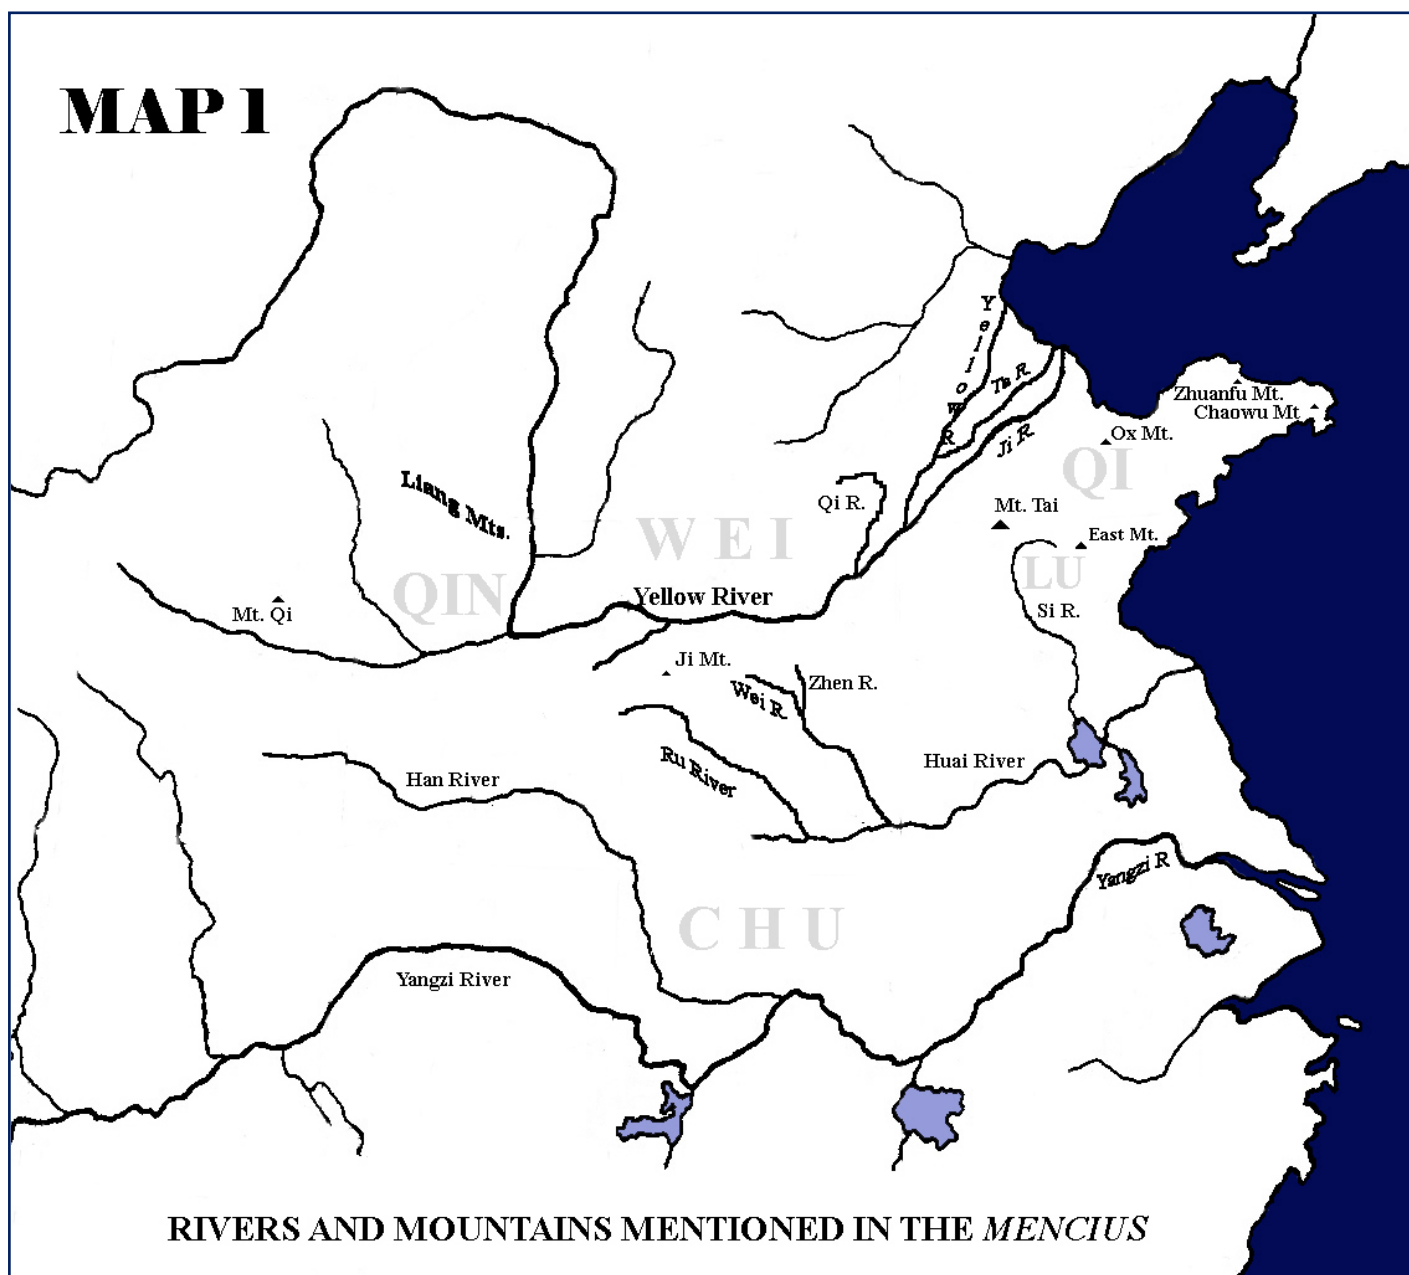 MAP 1
Yellow R
Ta R.
Ji R.
Zhuanfu Mt.
Chaowu Mt
Ox Mt.
QI
Liang Mts.
Qi R.
Mt. Tai
WEI
East Mt.
LU
QIN
Mt. Qi
Yellow River
Si R.
Ji Mt.
Wei R.
Zhen R.
Ru River
Huai River
Han River
Yangzi R
CHU
Yangzi River
RIVERS AND MOUNTAINS MENTIONED IN THE MENCIUS